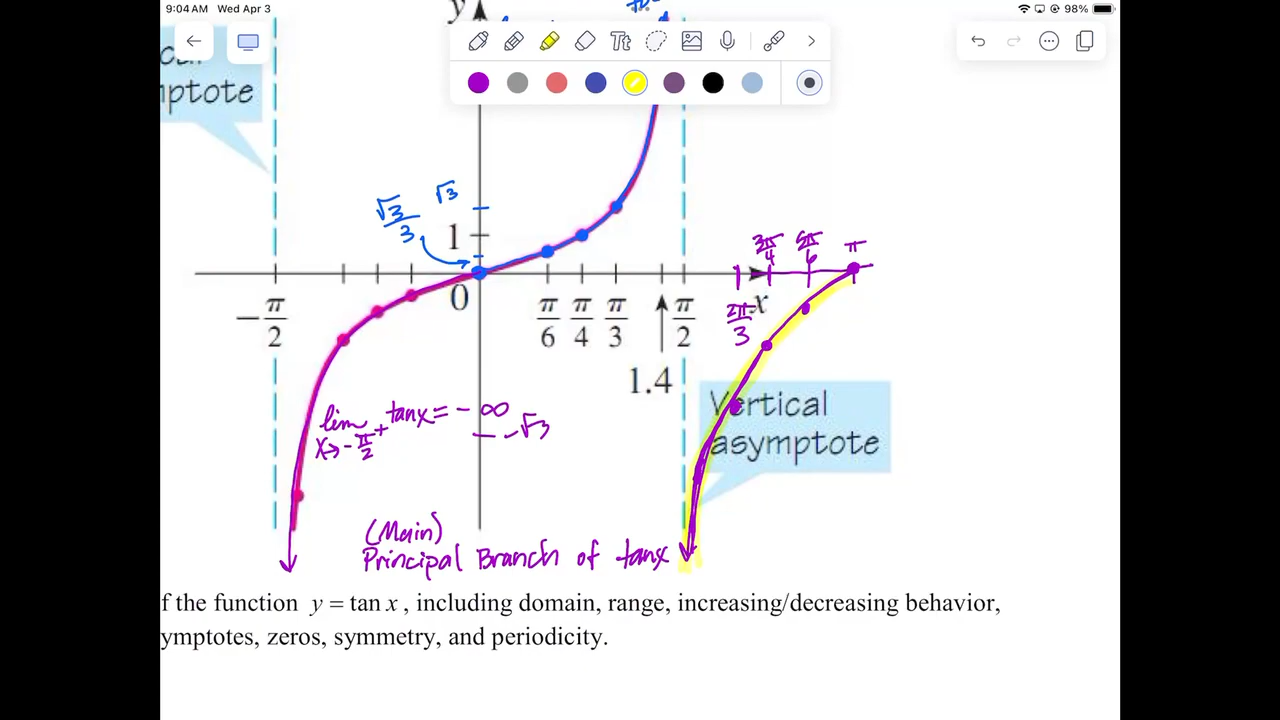 9:04 AM Wed Apr 3
98%
y
mptote
√3/3
√3
1
0
-π/2
π/6
π/4
π/3
π/2
x
1.4
3π/4
5π/6
π
2π/3
Vertical
asymptote
lim x→-π/2+ tanx = -∞
-√3
(Main)
Principal Branch of tanx
f the function y = tan x, including domain, range, increasing/decreasing behavior,
ymptotes, zeros, symmetry, and periodicity.